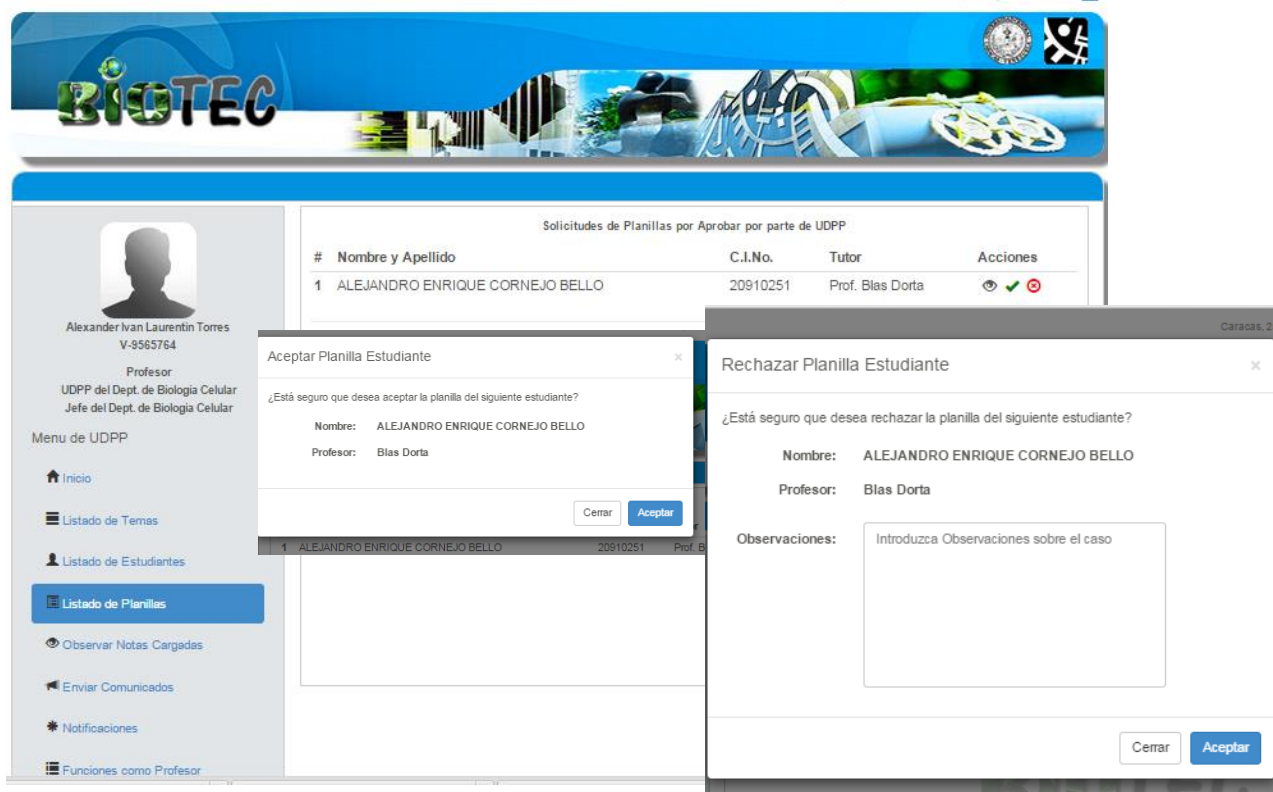 BIOTEC
Solicitudes de Planillas por Aprobar por parte de UDPP
# Nombre y Apellido C.I.No. Tutor Acciones
1 ALEJANDRO ENRIQUE CORNEJO BELLO 20910251 Prof. Blas Dorta
Alexander Ivan Laurentin Torres
V-9565764
Profesor
UDPP del Dept. de Biologia Celular
Jefe del Dept. de Biologia Celular
Menu de UDPP
Inicio
Listado de Temas
Listado de Estudiantes
Listado de Planillas
Observar Notas Cargadas
Enviar Comunicados
Notificaciones
Funciones como Profesor
Aceptar Planilla Estudiante ×
¿Está seguro que desea aceptar la planilla del siguiente estudiante?
Nombre: ALEJANDRO ENRIQUE CORNEJO BELLO
Profesor: Blas Dorta
Cerrar Aceptar
1 ALEJANDRO ENRIQUE CORNEJO BELLO 20910251 Prof. B
Caracas, 2
Rechazar Planilla Estudiante ×
¿Está seguro que desea rechazar la planilla del siguiente estudiante?
Nombre: ALEJANDRO ENRIQUE CORNEJO BELLO
Profesor: Blas Dorta
Observaciones: Introduzca Observaciones sobre el caso
Cerrar Aceptar